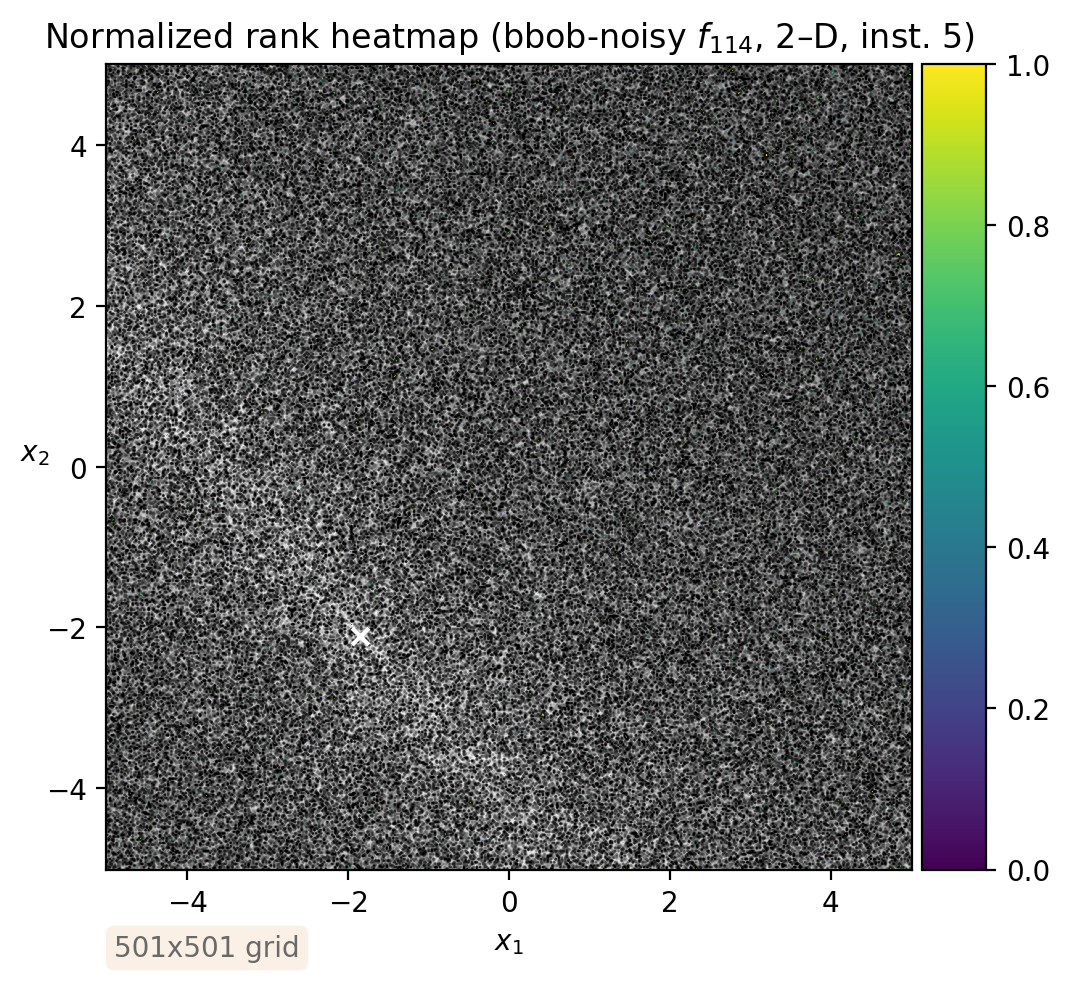 Normalized rank heatmap (bbob-noisy f₁₁₄, 2–D, inst. 5)
1.0
0.8
0.6
0.4
0.2
0.0
4
2
0
−2
−4
x₂
−4 −2 0 2 4
x₁
501x501 grid